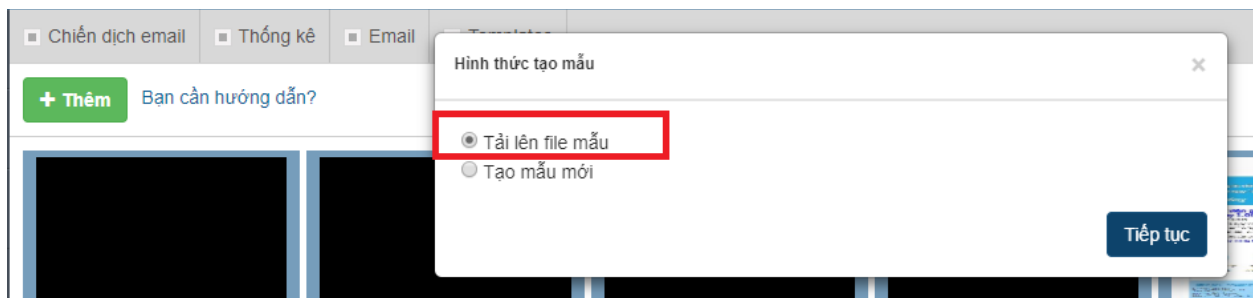 Chiến dịch email
Thống kê
Email
Templates
Hình thức tạo mẫu
×
+ Thêm
Bạn cần hướng dẫn?
Tải lên file mẫu
Tạo mẫu mới
Tiếp tục